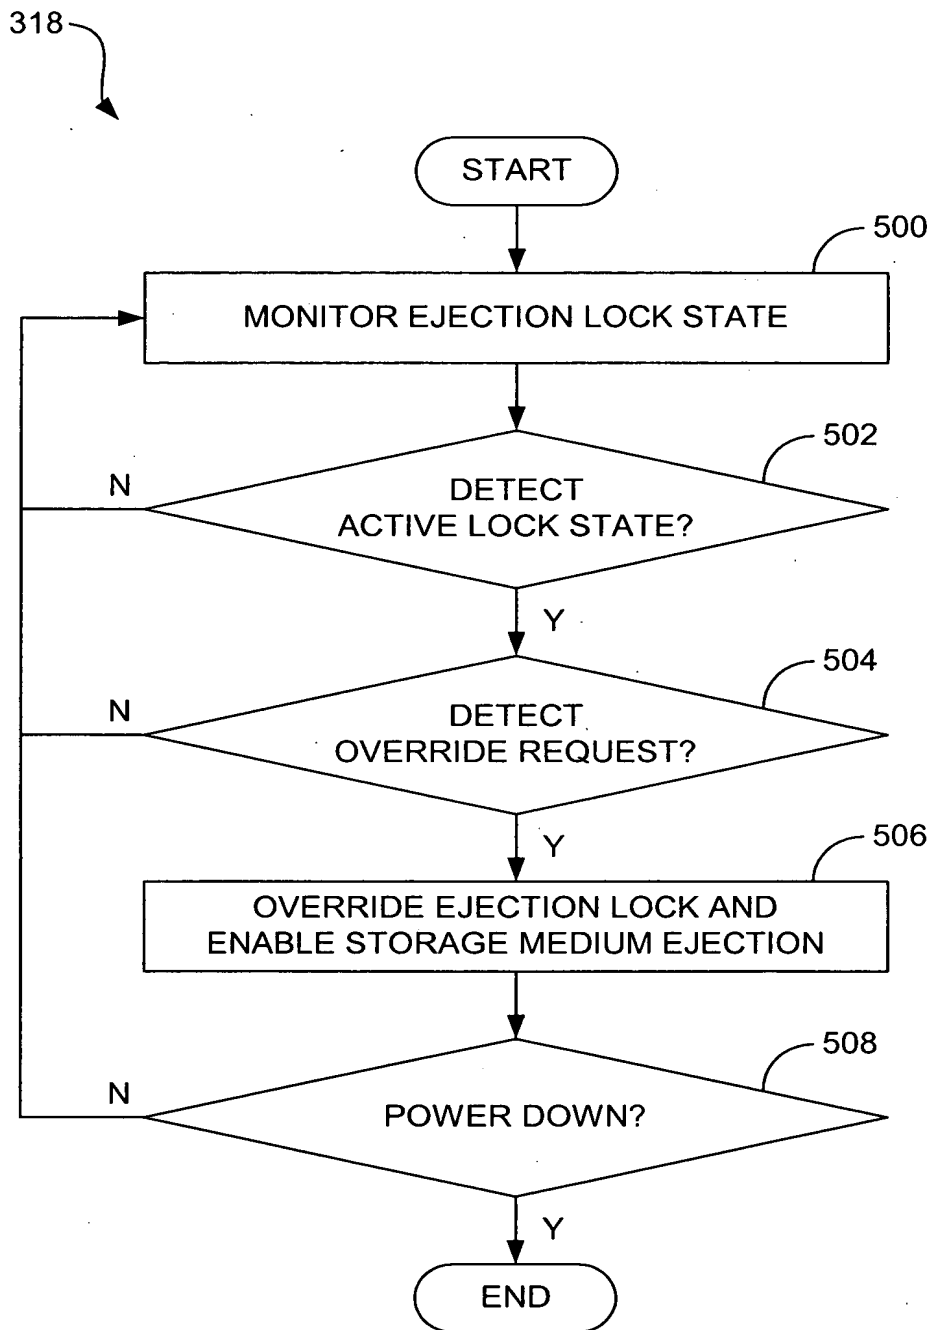 318
START
500
MONITOR EJECTION LOCK STATE
502
N
DETECT
ACTIVE LOCK STATE?
Y
504
N
DETECT
OVERRIDE REQUEST?
Y
506
OVERRIDE EJECTION LOCK AND
ENABLE STORAGE MEDIUM EJECTION
508
N
POWER DOWN?
Y
END